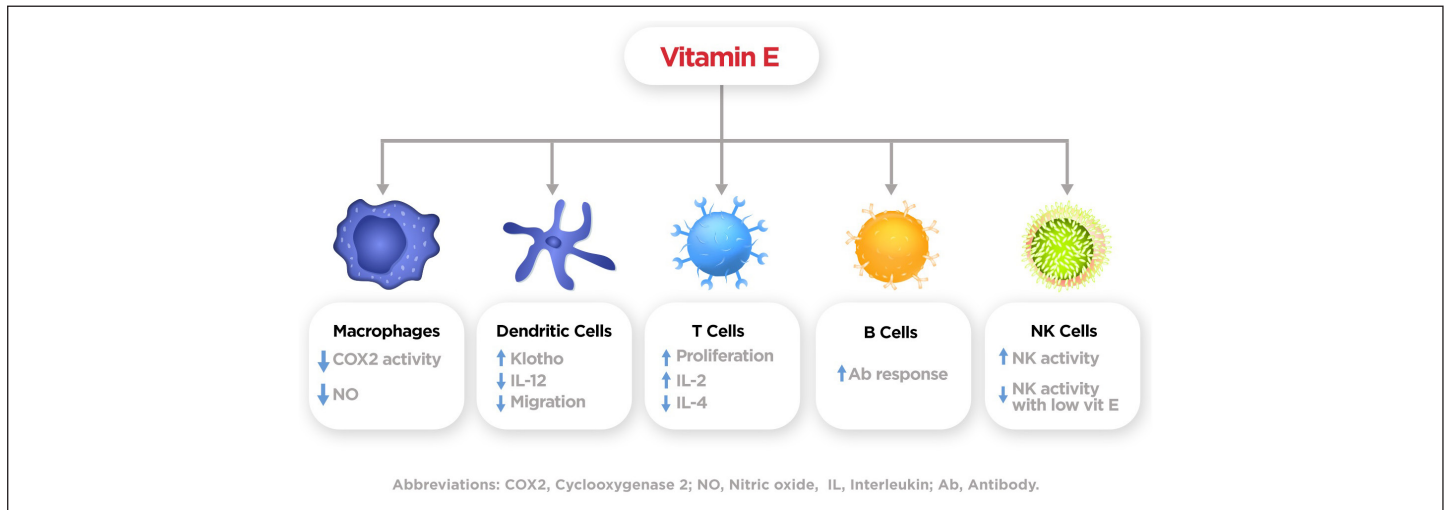 Vitamin E
Macrophages
↓ COX2 activity
↓ NO
Dendritic Cells
↑ Klotho
↓ IL-12
↓ Migration
T Cells
↑ Proliferation
↑ IL-2
↓ IL-4
B Cells
↑ Ab response
NK Cells
↑ NK activity
↓ NK activity
with low vit E
Abbreviations: COX2, Cyclooxygenase 2; NO, Nitric oxide, IL, Interleukin; Ab, Antibody.